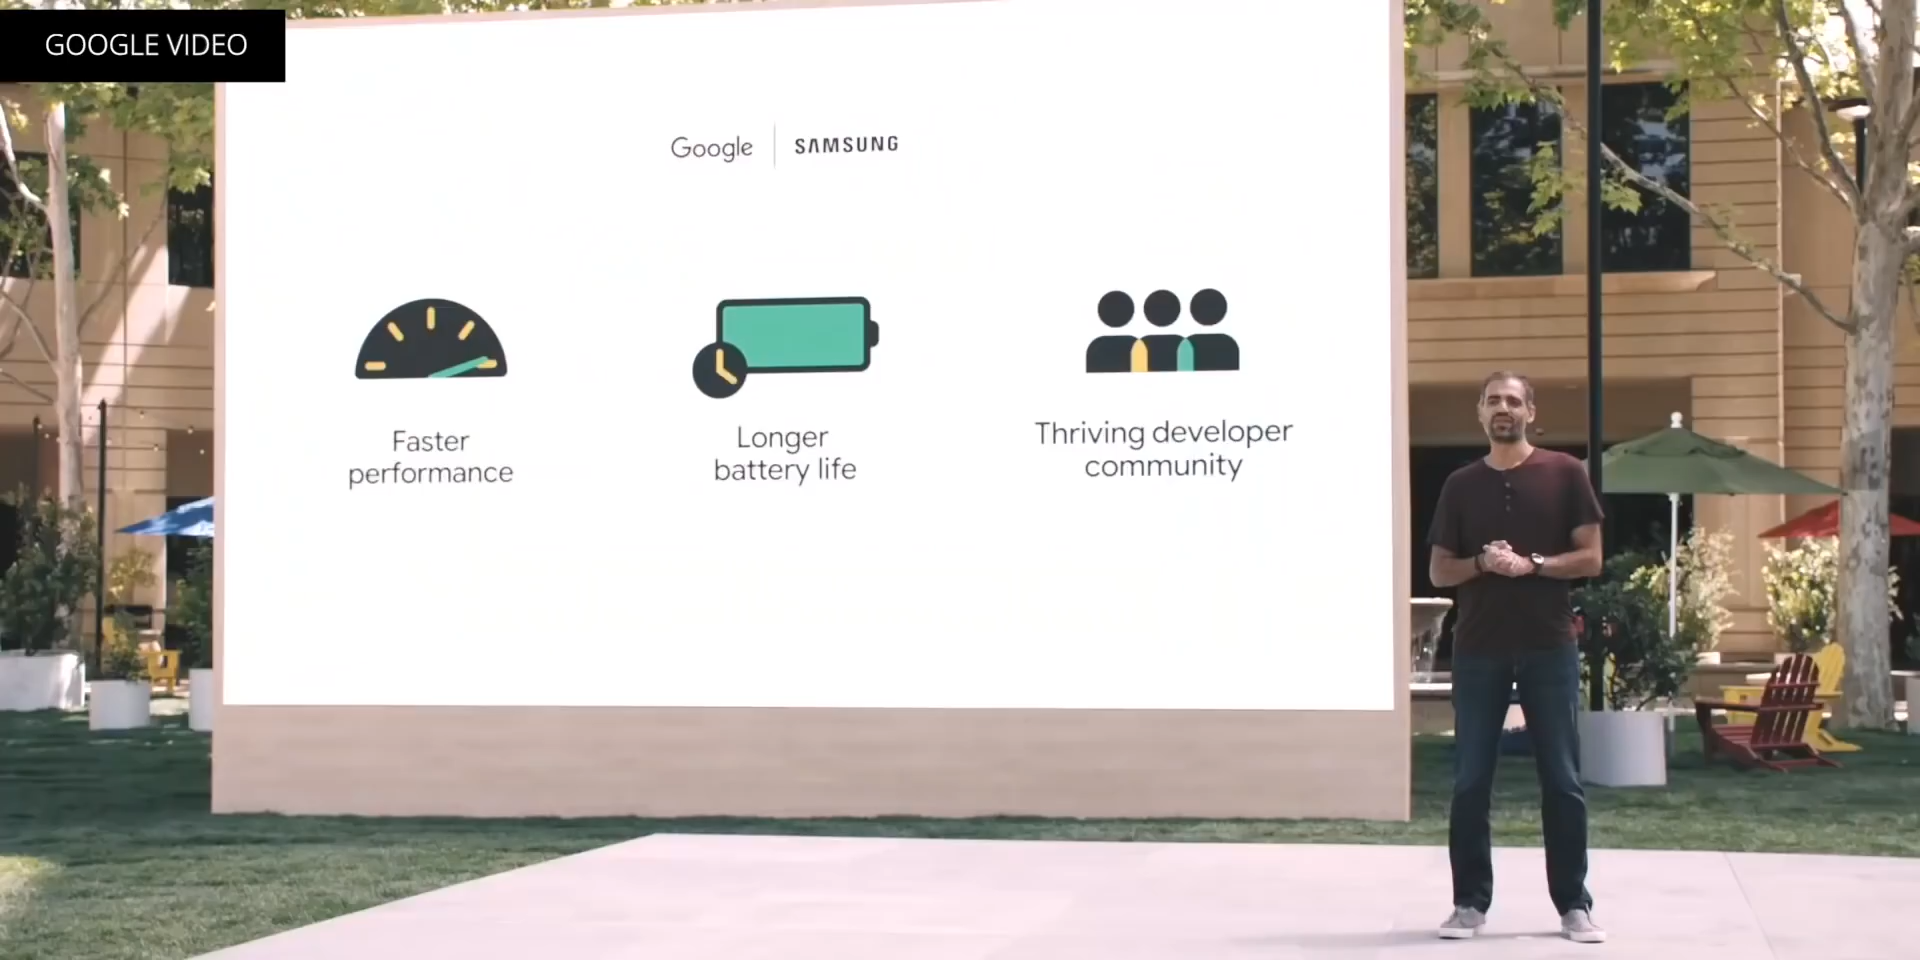 GOOGLE VIDEO
Google | SAMSUNG
Faster
performance
Longer
battery life
Thriving developer
community